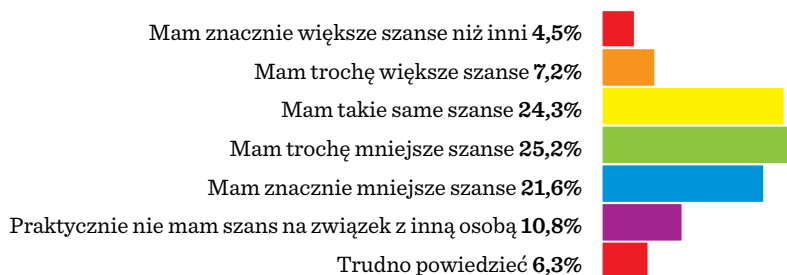 Mam znacznie większe szanse niż inni 4,5%
Mam trochę większe szanse 7,2%
Mam takie same szanse 24,3%
Mam trochę mniejsze szanse 25,2%
Mam znacznie mniejsze szanse 21,6%
Praktycznie nie mam szans na związek z inną osobą 10,8%
Trudno powiedzieć 6,3%